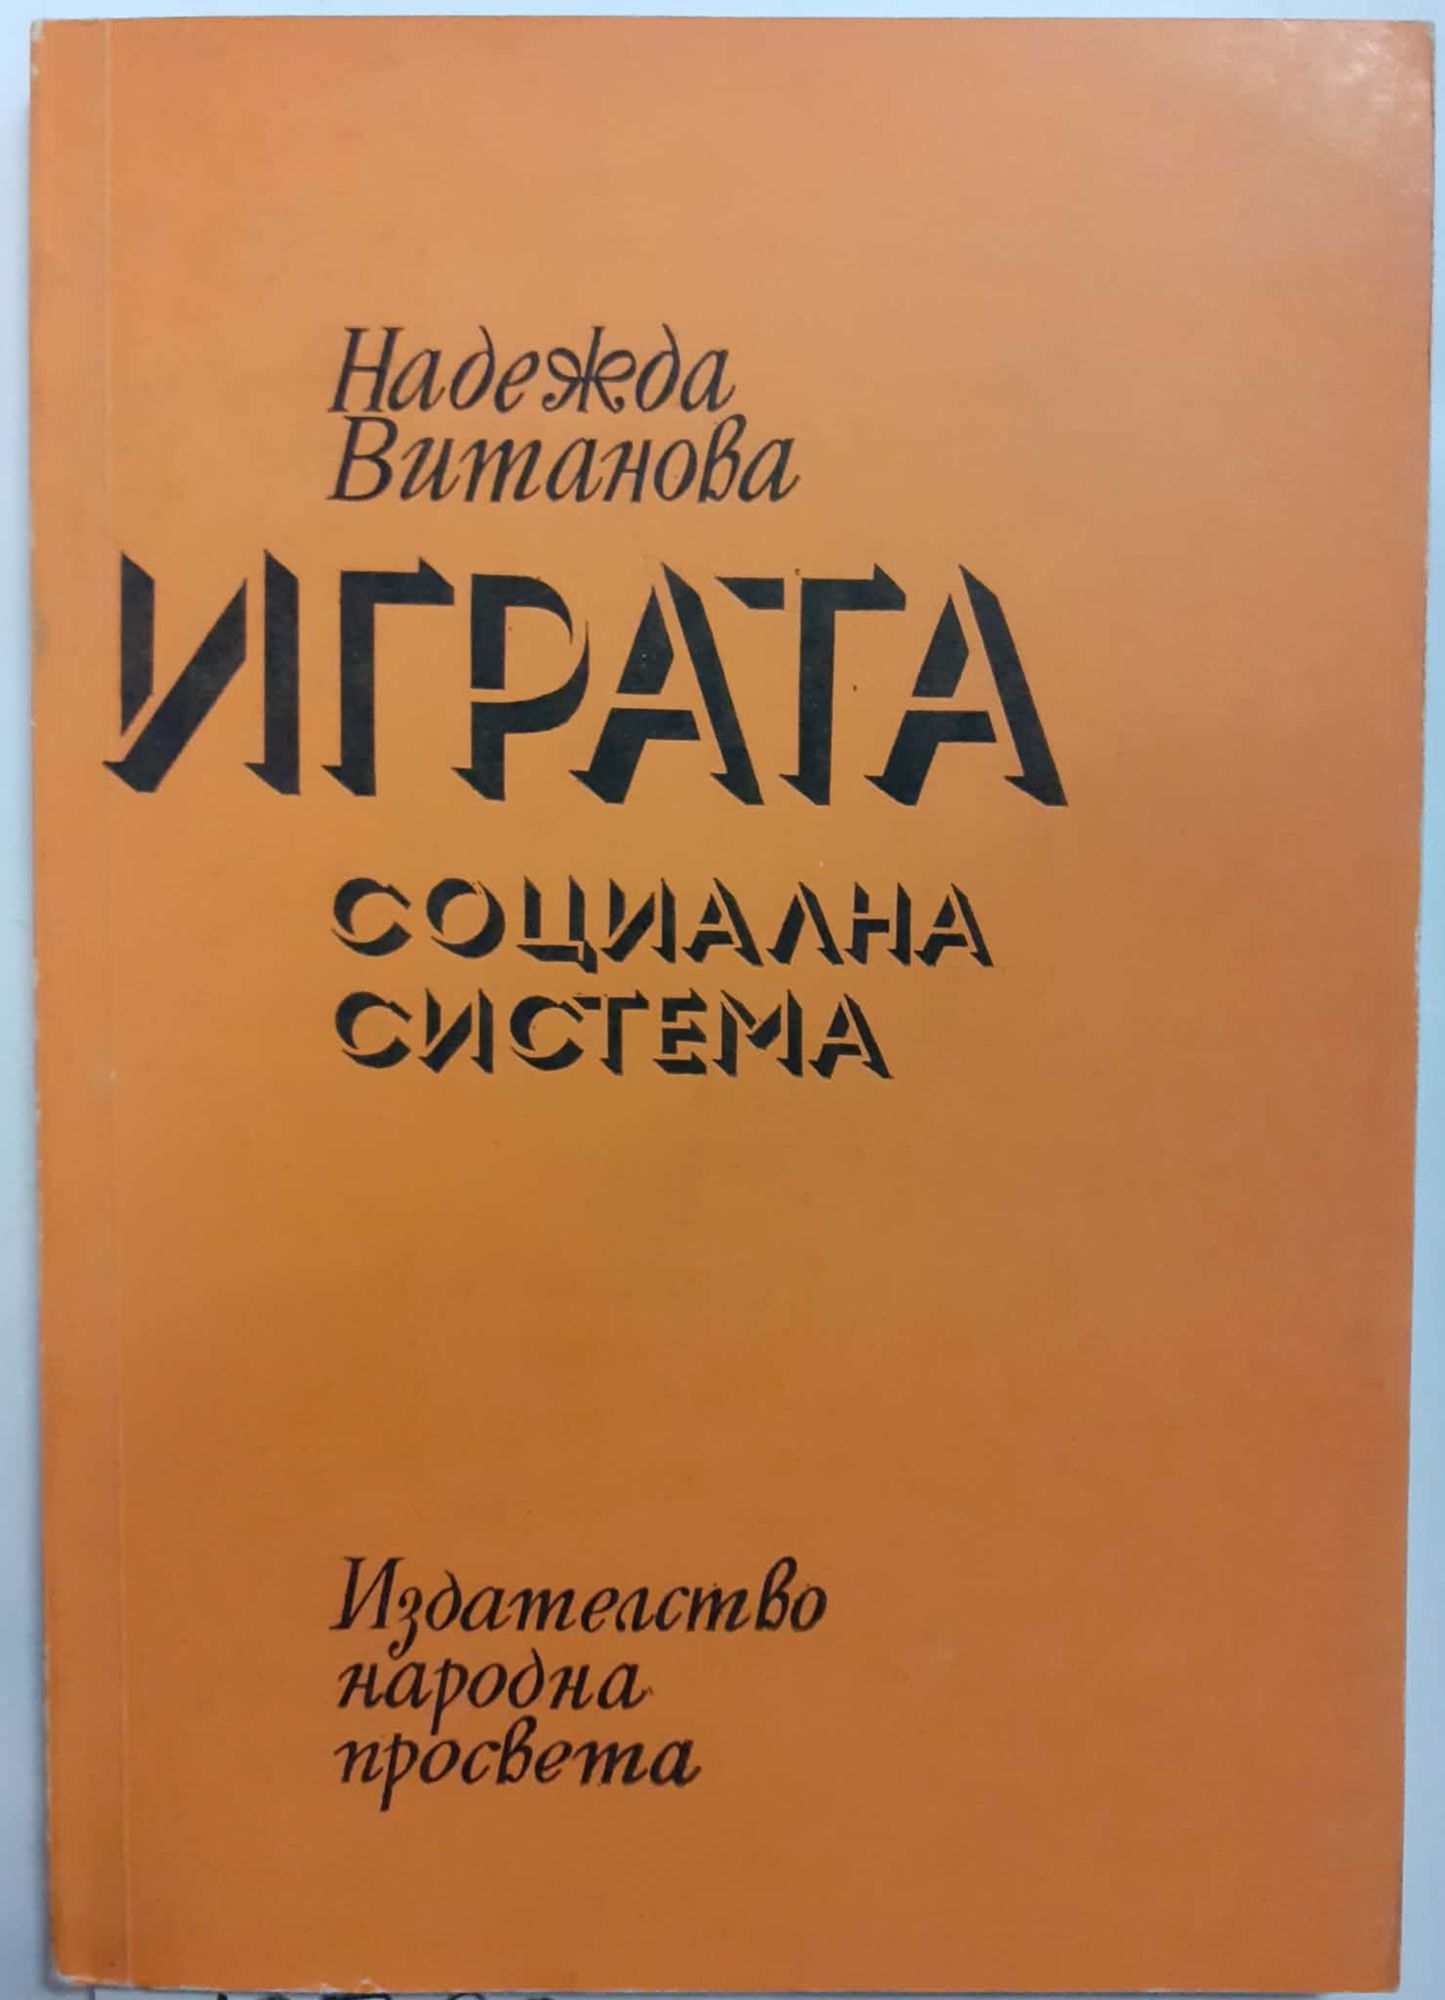 Надежда
Витанова
ИГРАТА
СОЦИАЛНА
СИСТЕМА
Издателство
народна
просвета